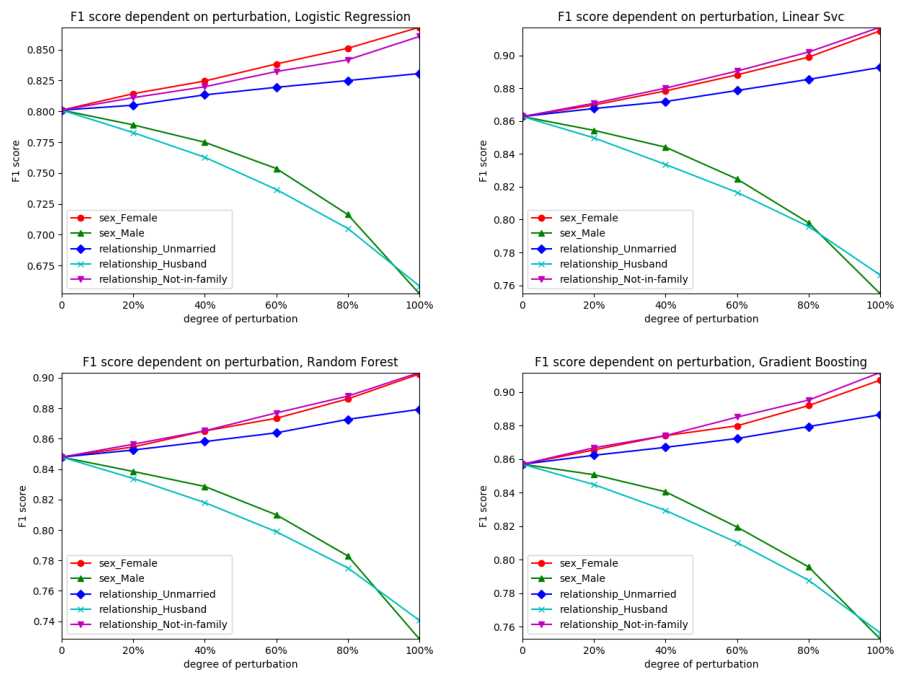 F1 score dependent on perturbation, Logistic Regression
F1 score
0.850
0.825
0.800
0.775
0.750
0.725
0.700
0.675
sex_Female
sex_Male
relationship_Unmarried
relationship_Husband
relationship_Not-in-family
0 20% 40% 60% 80% 100%
degree of perturbation
F1 score dependent on perturbation, Linear Svc
F1 score
0.90
0.88
0.86
0.84
0.82
0.80
0.78
0.76
sex_Female
sex_Male
relationship_Unmarried
relationship_Husband
relationship_Not-in-family
0 20% 40% 60% 80% 100%
degree of perturbation
F1 score dependent on perturbation, Random Forest
F1 score
0.90
0.88
0.86
0.84
0.82
0.80
0.78
0.76
0.74
sex_Female
sex_Male
relationship_Unmarried
relationship_Husband
relationship_Not-in-family
0 20% 40% 60% 80% 100%
degree of perturbation
F1 score dependent on perturbation, Gradient Boosting
F1 score
0.90
0.88
0.86
0.84
0.82
0.80
0.78
0.76
sex_Female
sex_Male
relationship_Unmarried
relationship_Husband
relationship_Not-in-family
0 20% 40% 60% 80% 100%
degree of perturbation